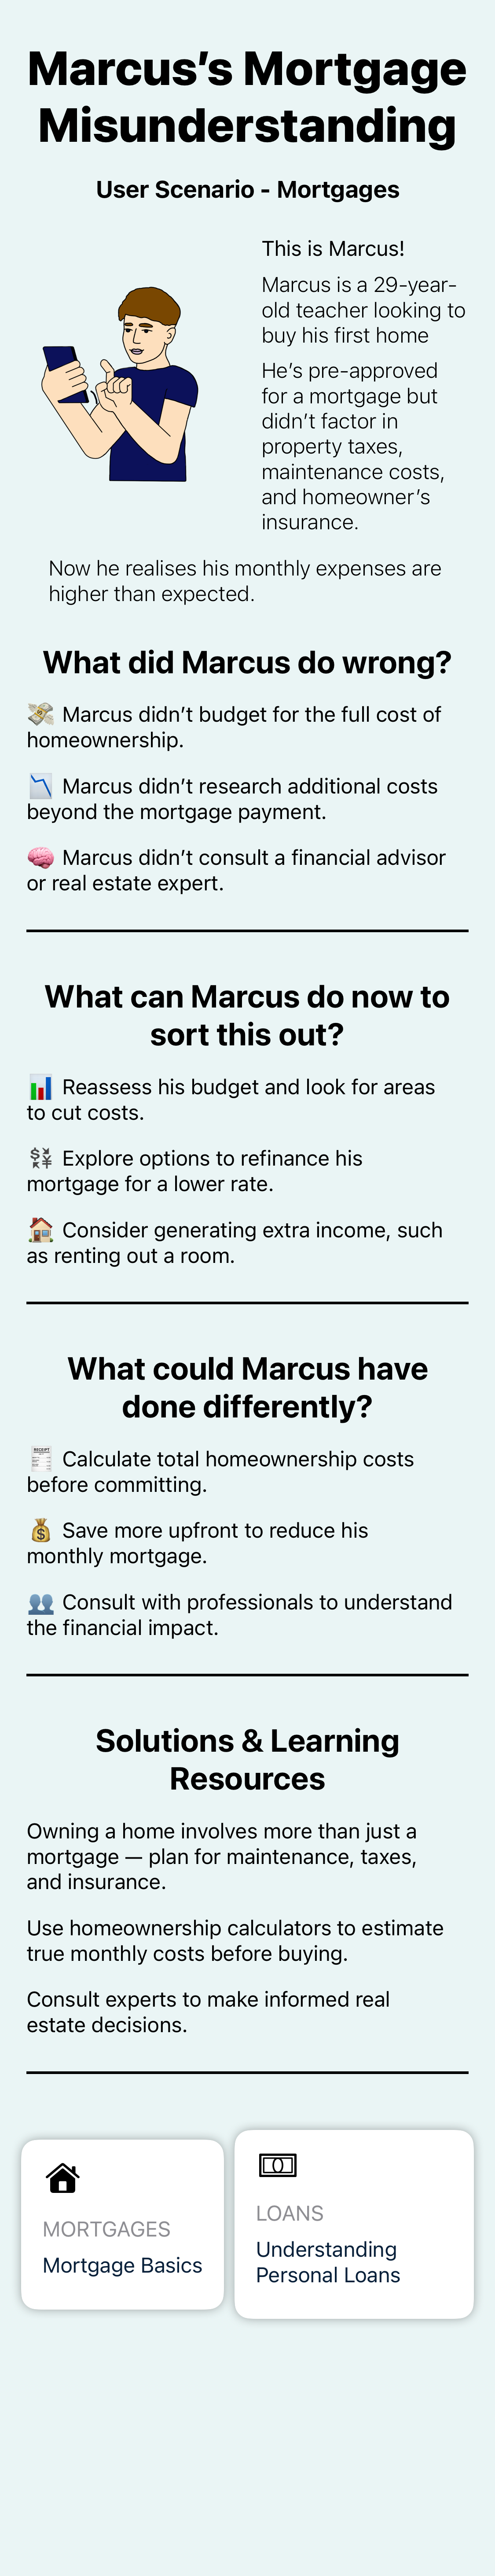 Marcus’s Mortgage
Misunderstanding
User Scenario - Mortgages
This is Marcus!
Marcus is a 29-year-
old teacher looking to
buy his first home
He’s pre-approved
for a mortgage but
didn’t factor in
property taxes,
maintenance costs,
and homeowner’s
insurance.
Now he realises his monthly expenses are
higher than expected.
What did Marcus do wrong?
💸 Marcus didn’t budget for the full cost of
homeownership.
📉 Marcus didn’t research additional costs
beyond the mortgage payment.
🧠 Marcus didn’t consult a financial advisor
or real estate expert.
What can Marcus do now to
sort this out?
📊 Reassess his budget and look for areas
to cut costs.
💱 Explore options to refinance his
mortgage for a lower rate.
🏠 Consider generating extra income, such
as renting out a room.
What could Marcus have
done differently?
🧾 Calculate total homeownership costs
before committing.
💰 Save more upfront to reduce his
monthly mortgage.
👥 Consult with professionals to understand
the financial impact.
Solutions & Learning
Resources
Owning a home involves more than just a
mortgage — plan for maintenance, taxes,
and insurance.
Use homeownership calculators to estimate
true monthly costs before buying.
Consult experts to make informed real
estate decisions.
MORTGAGES
Mortgage Basics
LOANS
Understanding
Personal Loans